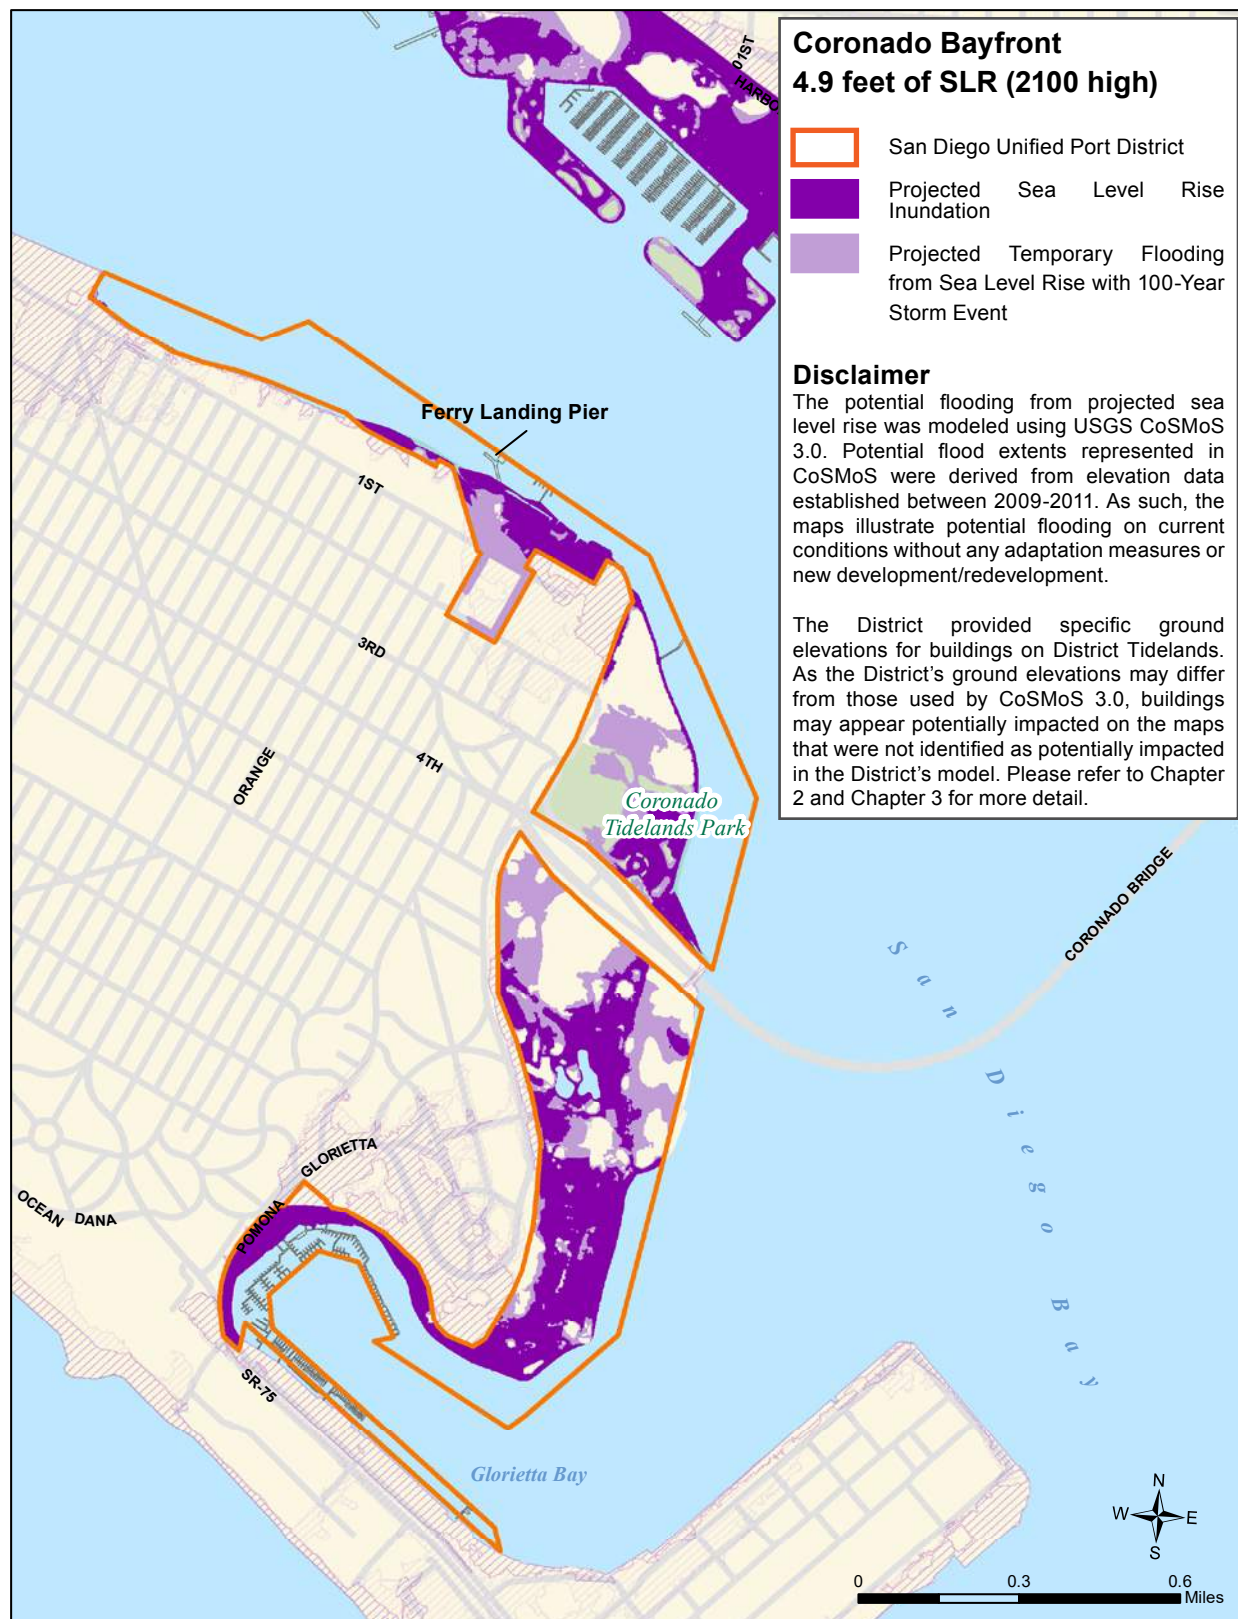 Coronado Bayfront
4.9 feet of SLR (2100 high)
San Diego Unified Port District
Projected Sea Level Rise
Inundation
Projected Temporary Flooding
from Sea Level Rise with 100-Year
Storm Event
Disclaimer
The potential flooding from projected sea
level rise was modeled using USGS CoSMoS
3.0. Potential flood extents represented in
CoSMoS were derived from elevation data
established between 2009-2011. As such, the
maps illustrate potential flooding on current
conditions without any adaptation measures or
new development/redevelopment.
The District provided specific ground
elevations for buildings on District Tidelands.
As the District's ground elevations may differ
from those used by CoSMoS 3.0, buildings
may appear potentially impacted on the maps
that were not identified as potentially impacted
in the District's model. Please refer to Chapter
2 and Chapter 3 for more detail.
01ST
HARBO
Ferry Landing Pier
1ST
3RD
4TH
ORANGE
Coronado
Tidelands Park
CORONADO BRIDGE
San Diego Bay
GLORIETTA
POMONA
OCEAN
DANA
SR-75
Glorietta Bay
N
W
E
S
0
0.3
0.6
Miles